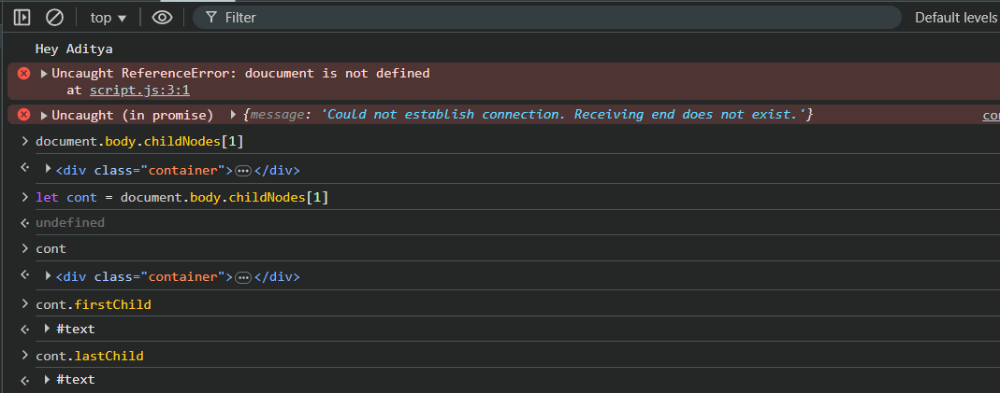 top ▼ Filter Default levels
Hey Aditya
▶Uncaught ReferenceError: doucument is not defined
at script.js:3:1
▶Uncaught (in promise) ▶{message: 'Could not establish connection. Receiving end does not exist.'} co
> document.body.childNodes[1]
▶<div class="container">…</div>
> let cont = document.body.childNodes[1]
undefined
> cont
▶<div class="container">…</div>
> cont.firstChild
▶ #text
> cont.lastChild
▶ #text